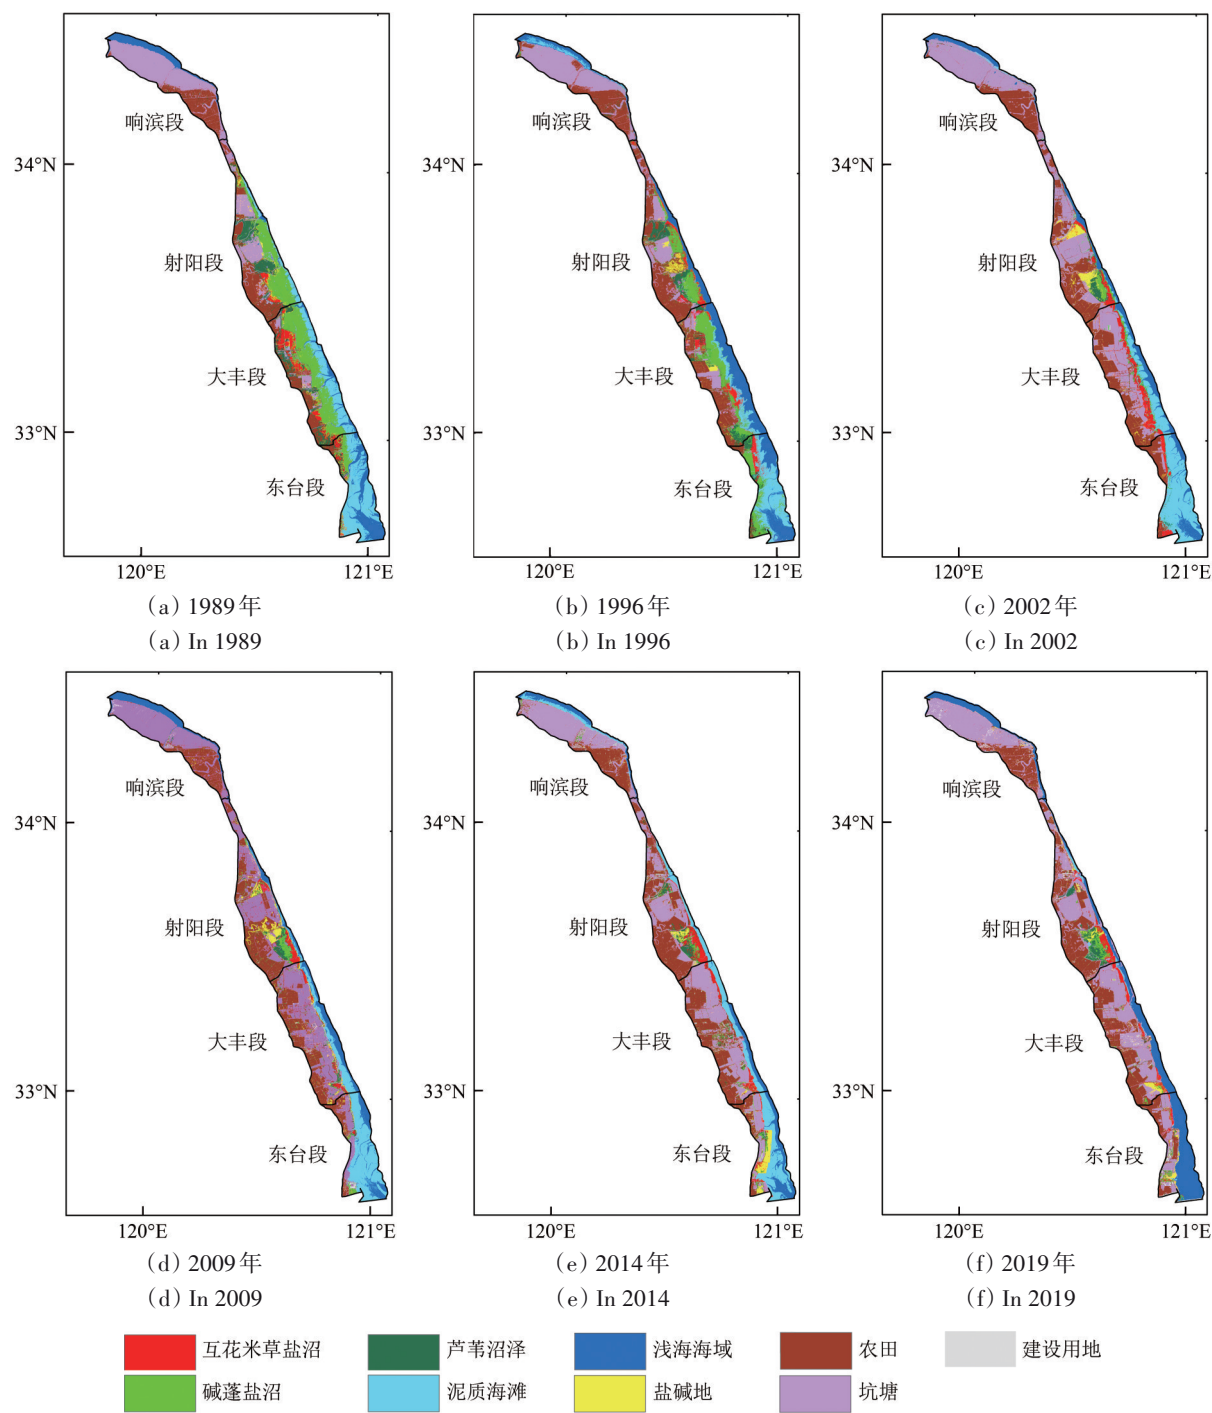 响滨段
响滨段
响滨段
34°N
34°N
34°N
射阳段
射阳段
射阳段
大丰段
大丰段
大丰段
33°N
33°N
33°N
东台段
东台段
东台段
120°E 121°E
120°E 121°E
120°E 121°E
(a) 1989年
(b) 1996年
(c) 2002年
(a) In 1989
(b) In 1996
(c) In 2002
响滨段
响滨段
响滨段
34°N
34°N
34°N
射阳段
射阳段
射阳段
大丰段
大丰段
大丰段
33°N
33°N
33°N
东台段
东台段
东台段
120°E 121°E
120°E 121°E
120°E 121°E
(d) 2009年
(e) 2014年
(f) 2019年
(d) In 2009
(e) In 2014
(f) In 2019
互花米草盐沼
芦苇沼泽
浅海海域
农田
建设用地
碱蓬盐沼
泥质海滩
盐碱地
坑塘